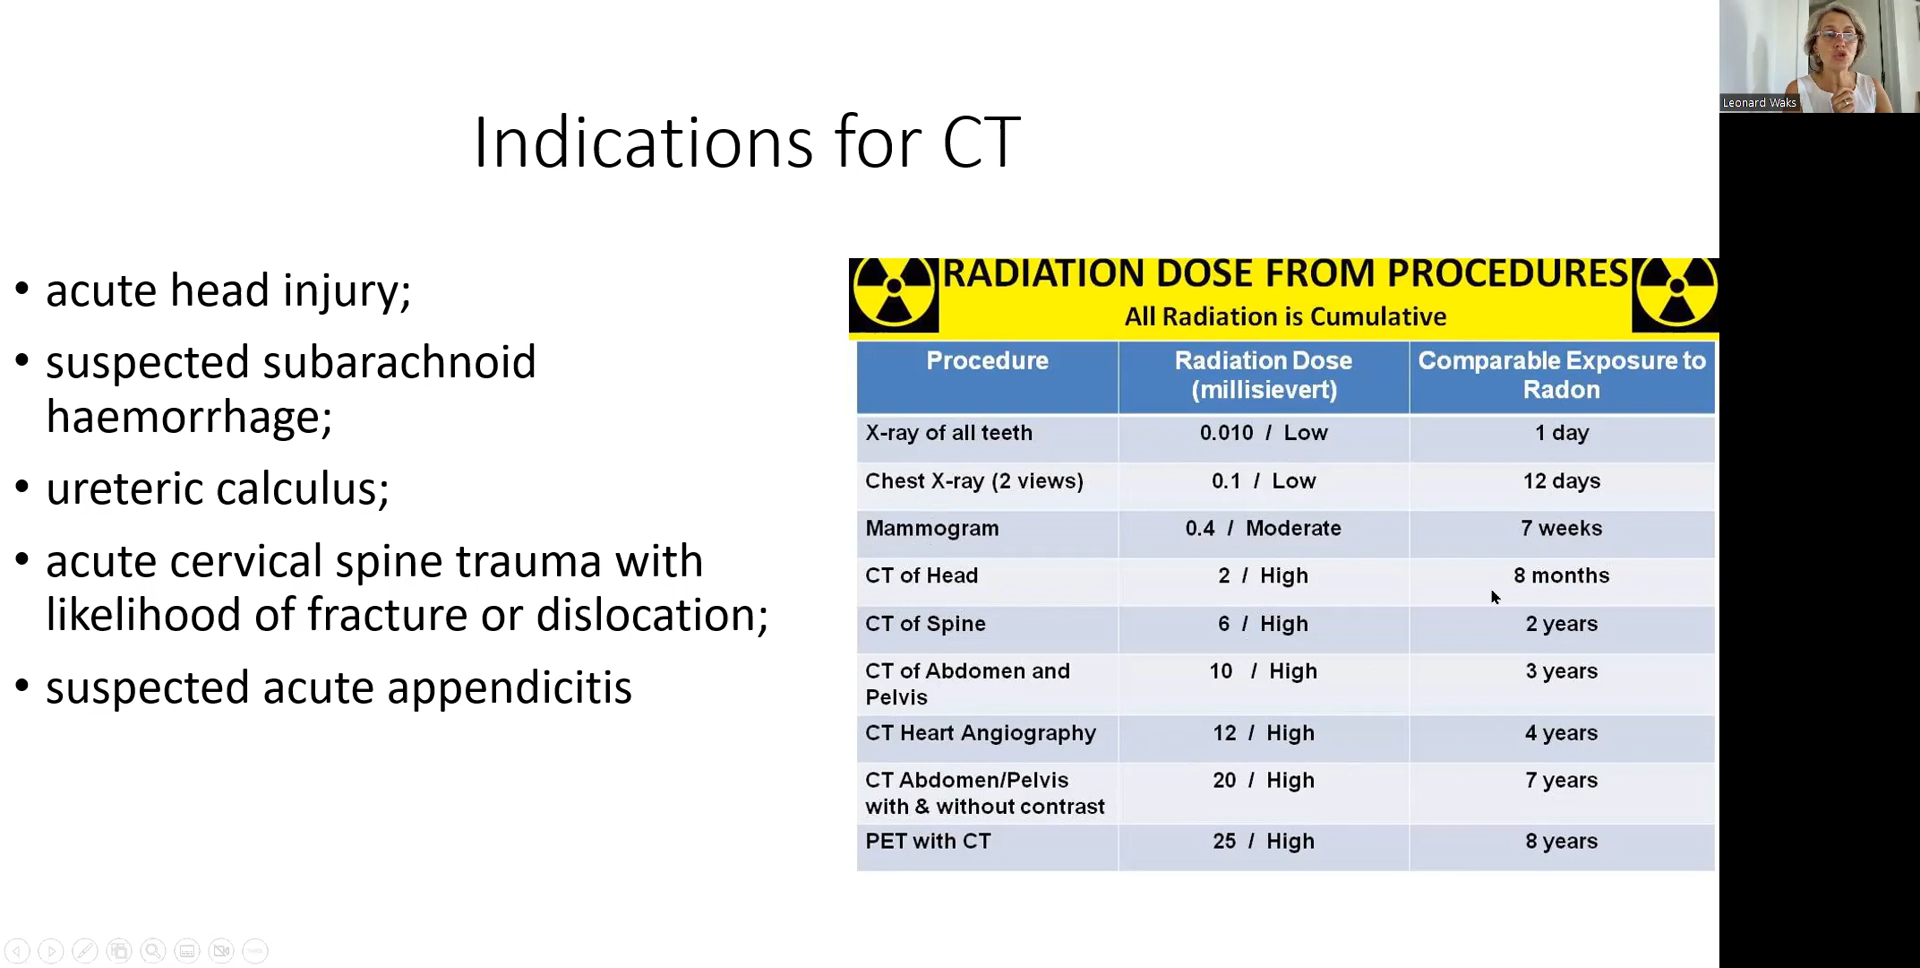 Indications for CT
• acute head injury;
• suspected subarachnoid
haemorrhage;
• ureteric calculus;
• acute cervical spine trauma with
likelihood of fracture or dislocation;
• suspected acute appendicitis
RADIATION DOSE FROM PROCEDURES
All Radiation is Cumulative
Procedure Radiation Dose (millisievert) Comparable Exposure to Radon
X-ray of all teeth 0.010 / Low 1 day
Chest X-ray (2 views) 0.1 / Low 12 days
Mammogram 0.4 / Moderate 7 weeks
CT of Head 2 / High 8 months
CT of Spine 6 / High 2 years
CT of Abdomen and Pelvis 10 / High 3 years
CT Heart Angiography 12 / High 4 years
CT Abdomen/Pelvis with & without contrast 20 / High 7 years
PET with CT 25 / High 8 years
Leonard Waks